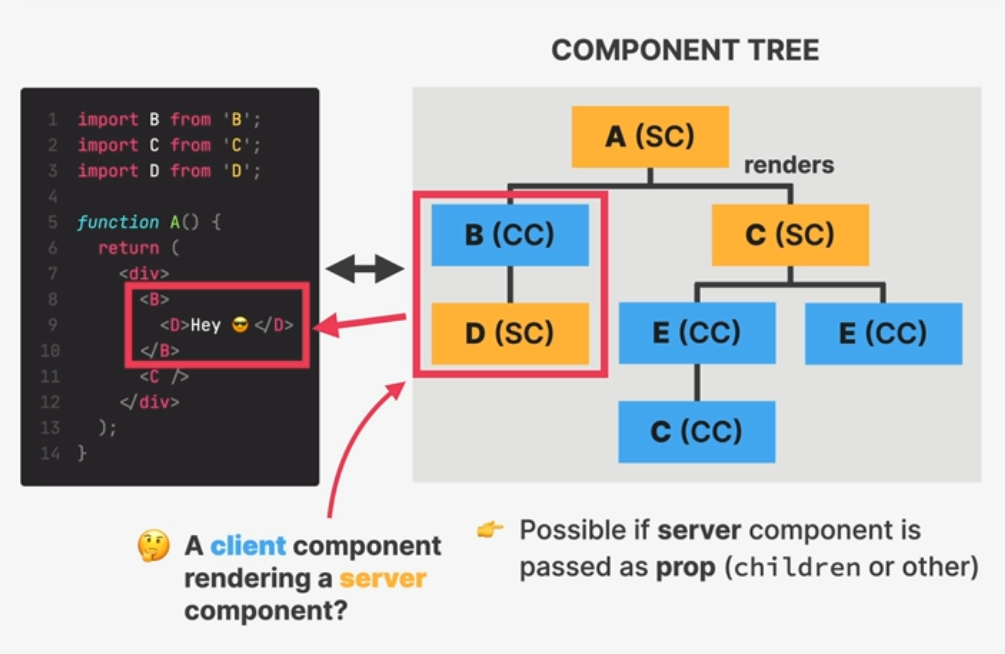 COMPONENT TREE
1 import B from 'B';
2 import C from 'C';
3 import D from 'D';
4
5 function A() {
6   return (
7     <div>
8       <B>
9         <D>Hey 😎 </D>
10       </B>
11       <C />
12     </div>
13   );
14 }
A (SC)
renders
B (CC)
C (SC)
D (SC)
E (CC)
E (CC)
C (CC)
🤔 A client component
rendering a server
component?
👉 Possible if server component is
passed as prop (children or other)